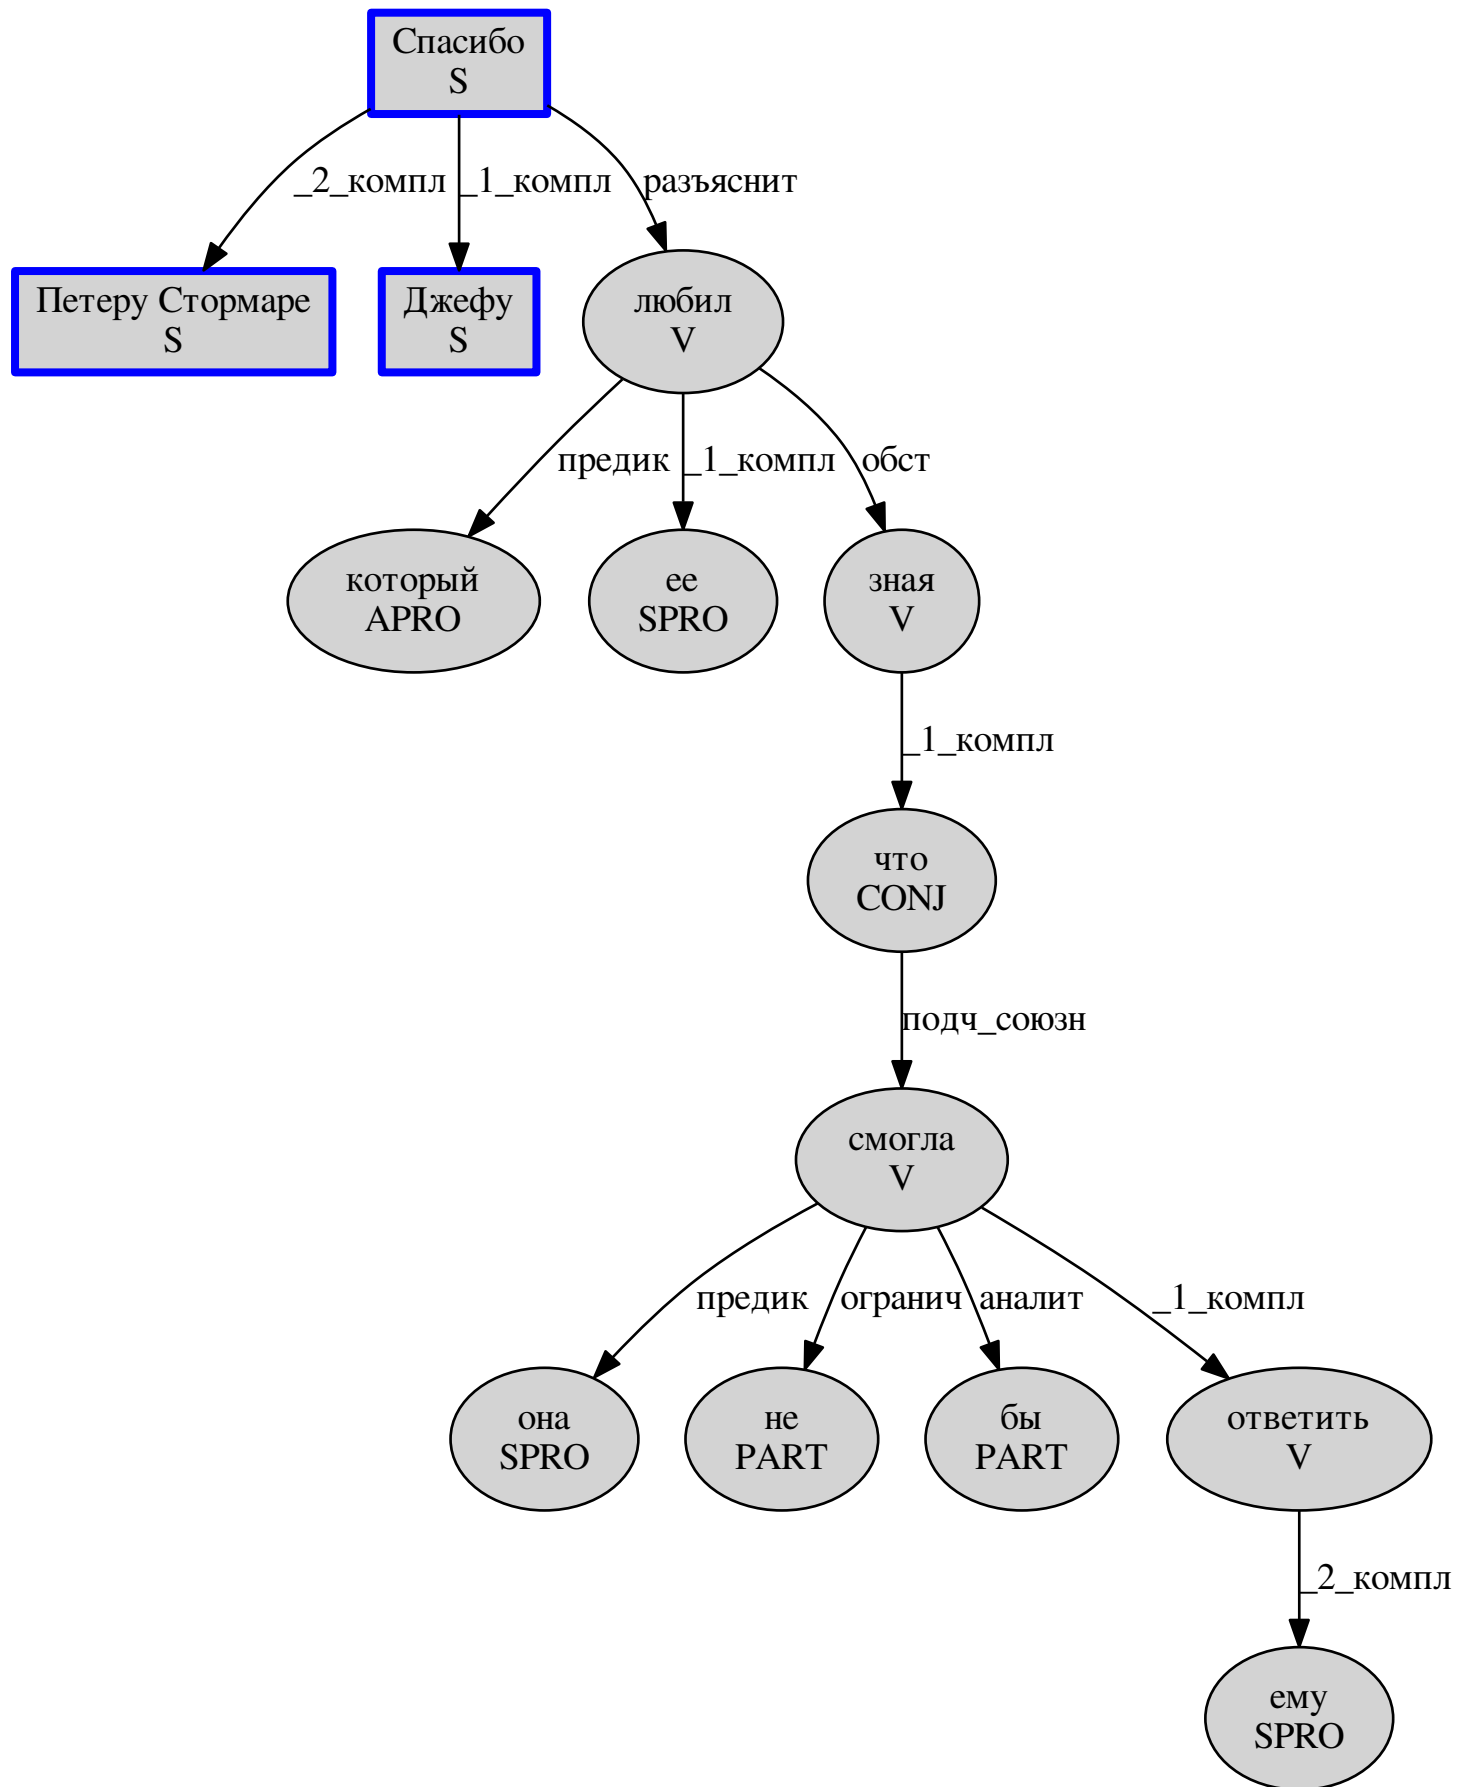 Спасибо
S
_2_компл
_1_компл
разъяснит
Петеру Стормаре
S
Джефу
S
любил
V
предик
_1_компл
обст
который
APRO
ее
SPRO
зная
V
_1_компл
что
CONJ
подч_союзн
смогла
V
предик
огранич
аналит
_1_компл
она
SPRO
не
PART
бы
PART
ответить
V
_2_компл
ему
SPRO